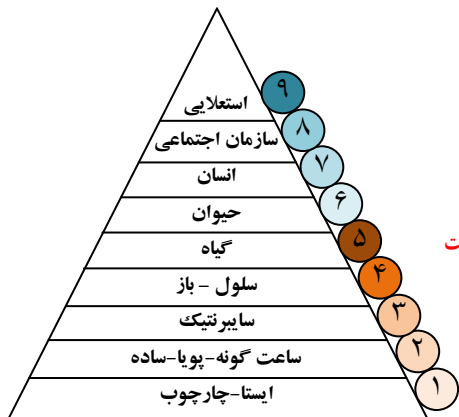 استعلایی ۹
سازمان اجتماعی ۸
انسان ۷
حیوان ۶
گیاه ۵
سلول - باز ۴
سایبرنتیک ۳
ساعت گونه-پویا-ساده ۲
ایستا-چارچوب ۱